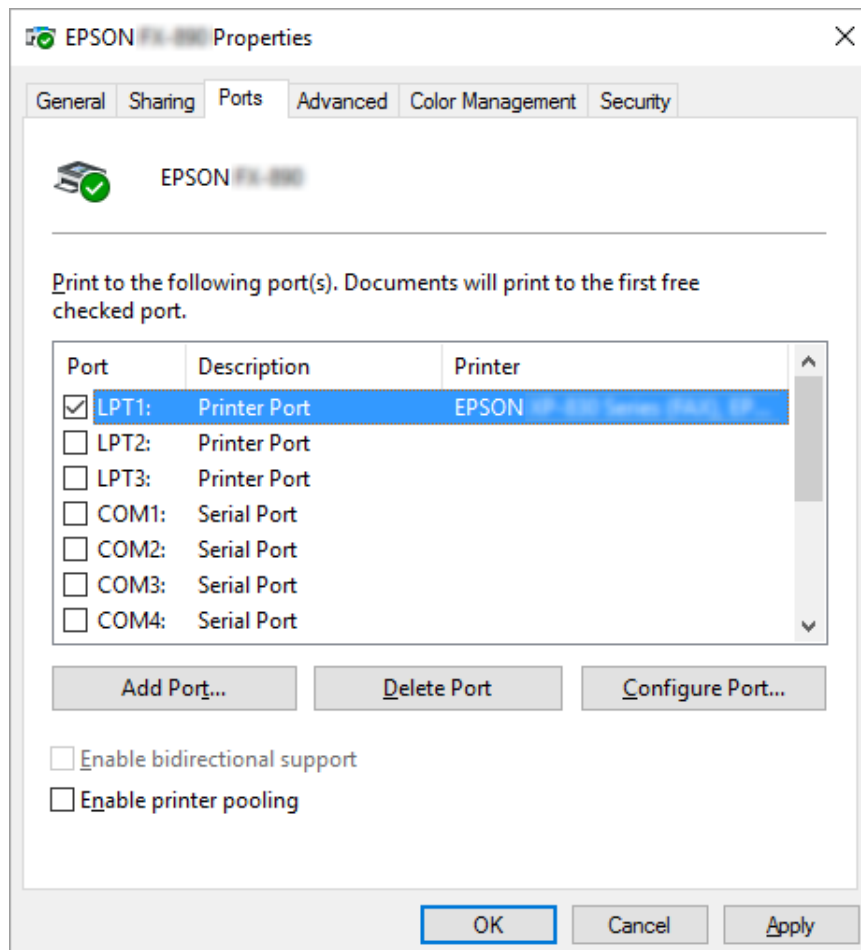 EPSON Properties
General Sharing Ports Advanced Color Management Security
EPSON
Print to the following port(s). Documents will print to the first free
checked port.
Port Description Printer
LPT1: Printer Port EPSON
LPT2: Printer Port
LPT3: Printer Port
COM1: Serial Port
COM2: Serial Port
COM3: Serial Port
COM4: Serial Port
Add Port... Delete Port Configure Port...
Enable bidirectional support
Enable printer pooling
OK Cancel Apply